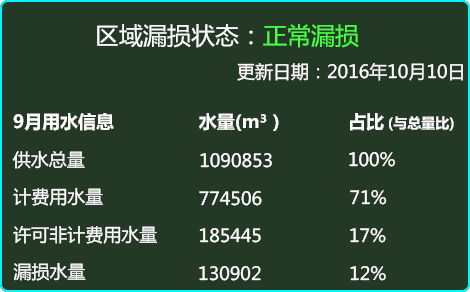 区域漏损状态：正常漏损
更新日期：2016年10月10日
9月用水信息 水量(m³ ) 占比 (与总量比)
供水总量 1090853 100%
计费用水量 774506 71%
许可非计费用水量 185445 17%
漏损水量 130902 12%